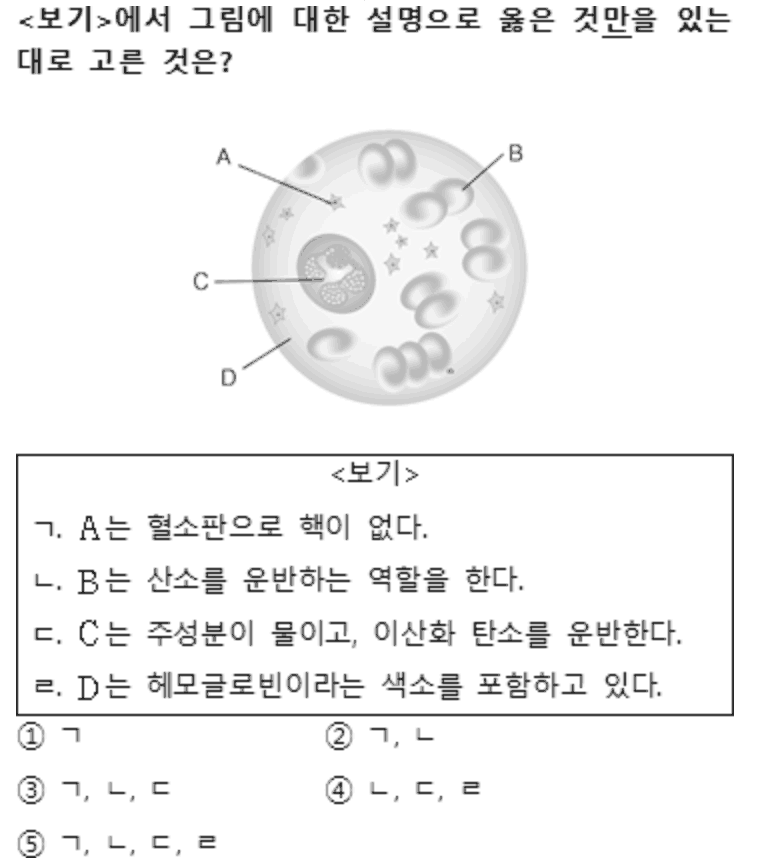 <보기>에서 그림에 대한 설명으로 옳은 것만을 있는
대로 고른 것은?
A
B
C
D
<보기>
ㄱ. A는 혈소판으로 핵이 없다.
ㄴ. B는 산소를 운반하는 역할을 한다.
ㄷ. C는 주성분이 물이고, 이산화 탄소를 운반한다.
ㄹ. D는 헤모글로빈이라는 색소를 포함하고 있다.
① ㄱ ② ㄱ, ㄴ
③ ㄱ, ㄴ, ㄷ ④ ㄴ, ㄷ, ㄹ
⑤ ㄱ, ㄴ, ㄷ, ㄹ